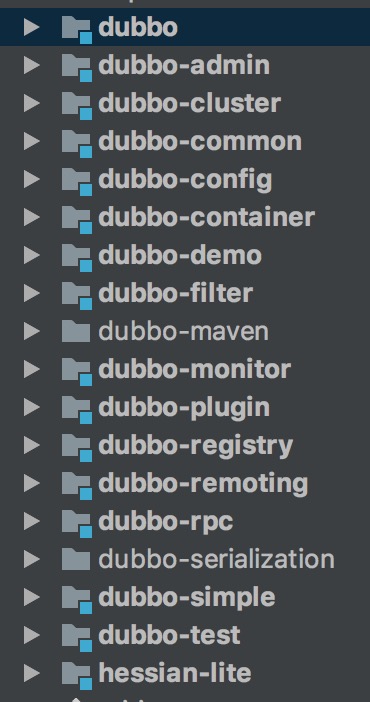 dubbo
dubbo-admin
dubbo-cluster
dubbo-common
dubbo-config
dubbo-container
dubbo-demo
dubbo-filter
dubbo-maven
dubbo-monitor
dubbo-plugin
dubbo-registry
dubbo-remoting
dubbo-rpc
dubbo-serialization
dubbo-simple
dubbo-test
hessian-lite